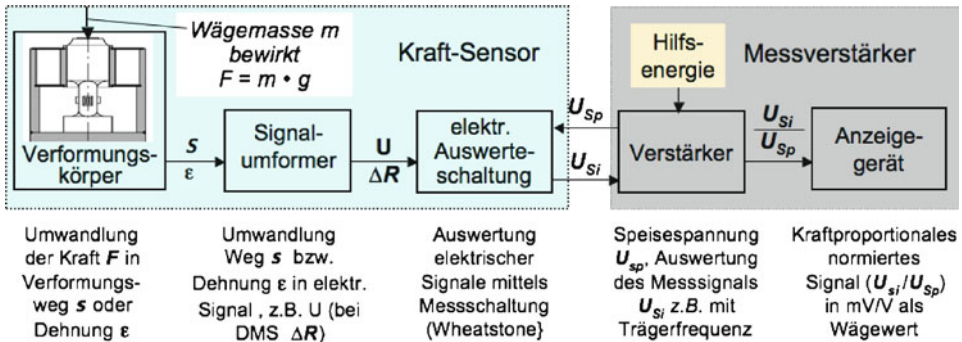 Wägemasse m
bewirkt
F = m • g
Kraft-Sensor
Hilfs-
energie
Messverstärker
Verformungs-
körper
s
ε
Signal-
umformer
U
ΔR
elektr.
Auswerte-
schaltung
U_Sp
U_Si
Verstärker
U_Si
U_Sp
Anzeige-
gerät
Umwandlung
der Kraft F in
Verformungs-
weg s oder
Dehnung ε
Umwandlung
Weg s bzw.
Dehnung ε in elektr.
Signal , z.B. U (bei
DMS ΔR)
Auswertung
elektrischer
Signale mittels
Messschaltung
(Wheatstone}
Speisespannung
U_sp, Auswertung
des Messsignals
U_Si z.B. mit
Trägerfrequenz
Kraftproportionales
normiertes
Signal (U_si/U_Sp)
in mV/V als
Wägewert